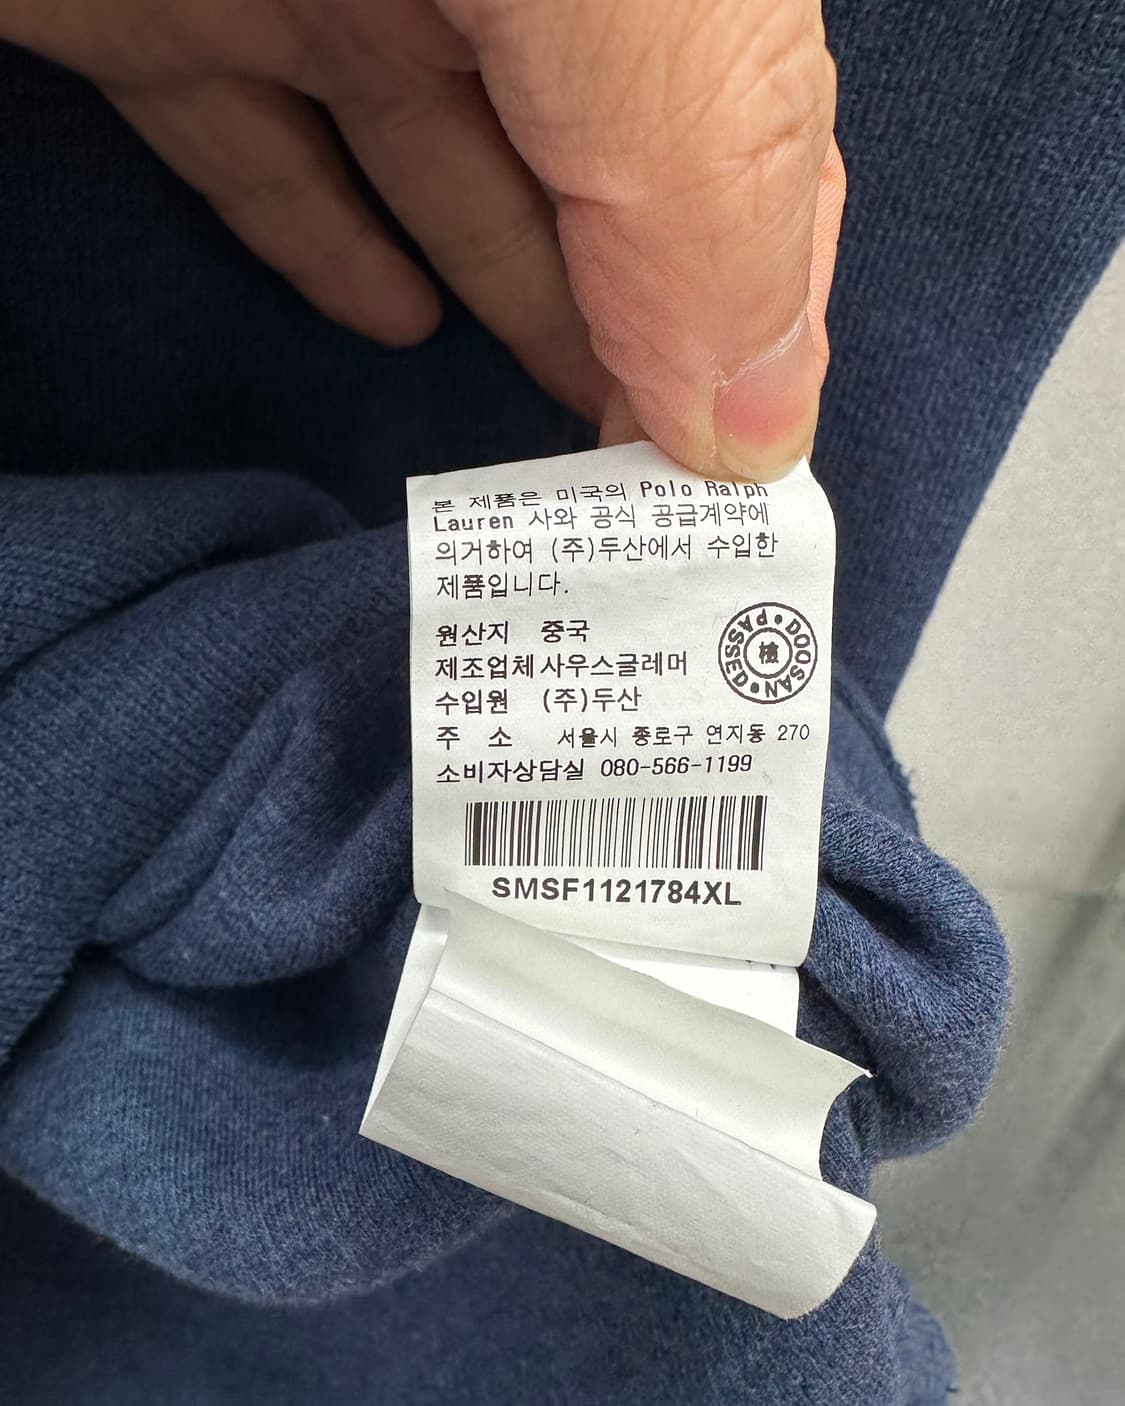 본 제품은 미국의 Polo Ralph
Lauren 사와 공식 공급계약에
의거하여 (주)두산에서 수입한
제품입니다.
원산지 중국
제조업체 사우스글레머
수입원 (주)두산
주 소 서울시 종로구 연지동 270
소비자상담실 080-566-1199
DOOSAN PASSED
檢
SMSF1121784XL